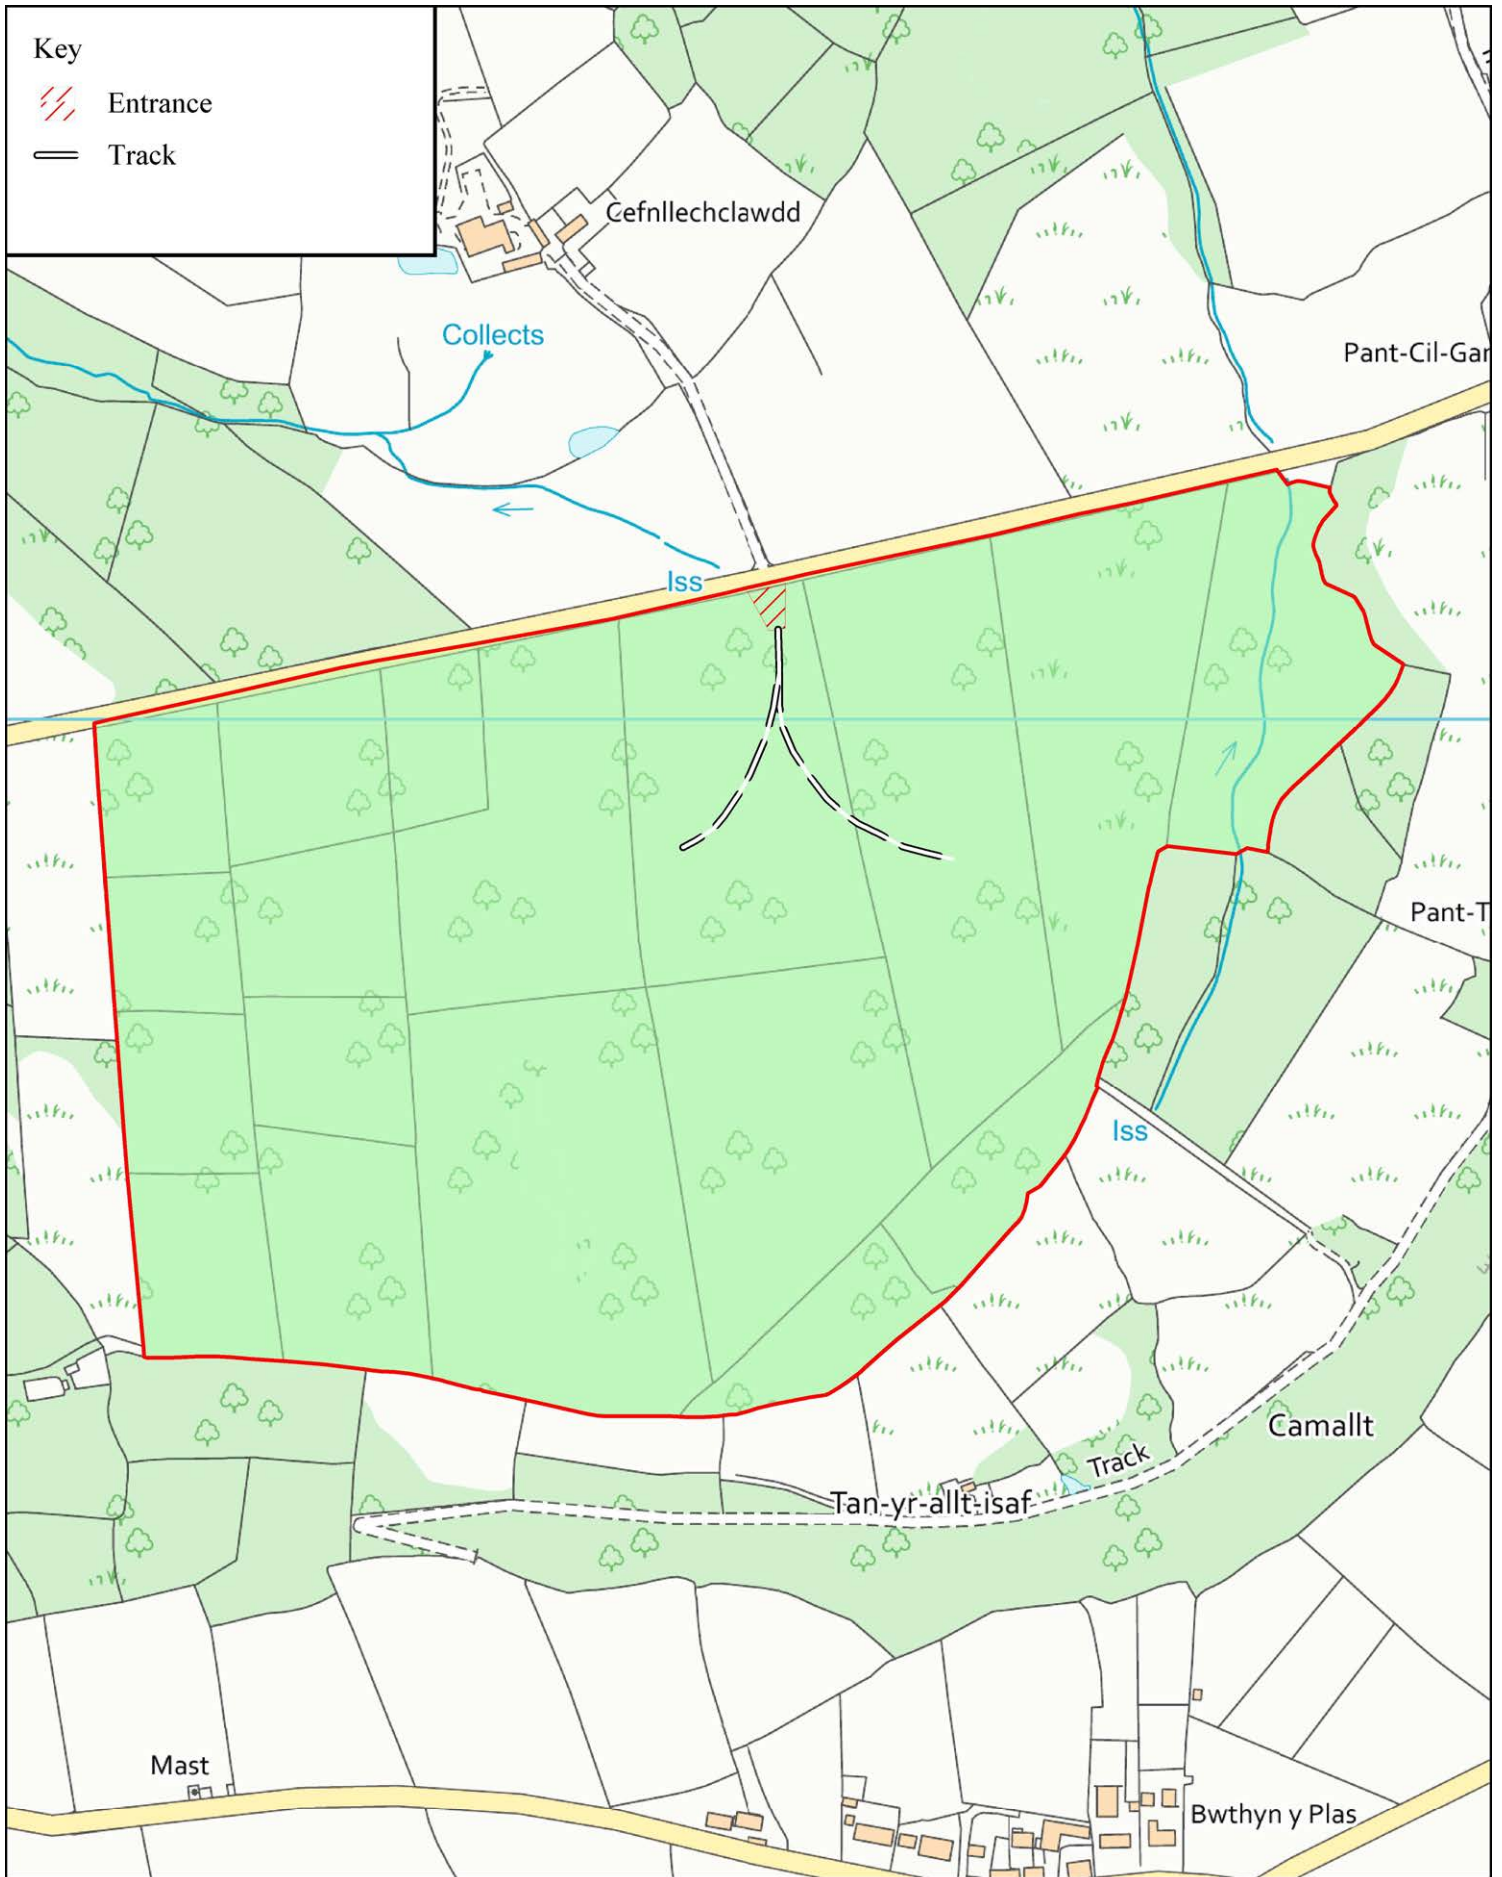 Key
Entrance
Track
Cefnllechclawdd
Collects
Pant-Cil-Gar
Iss
Pant-T
Iss
Camallt
Track
Tan-yr-allt-isaf
Mast
Bwthyn y Plas